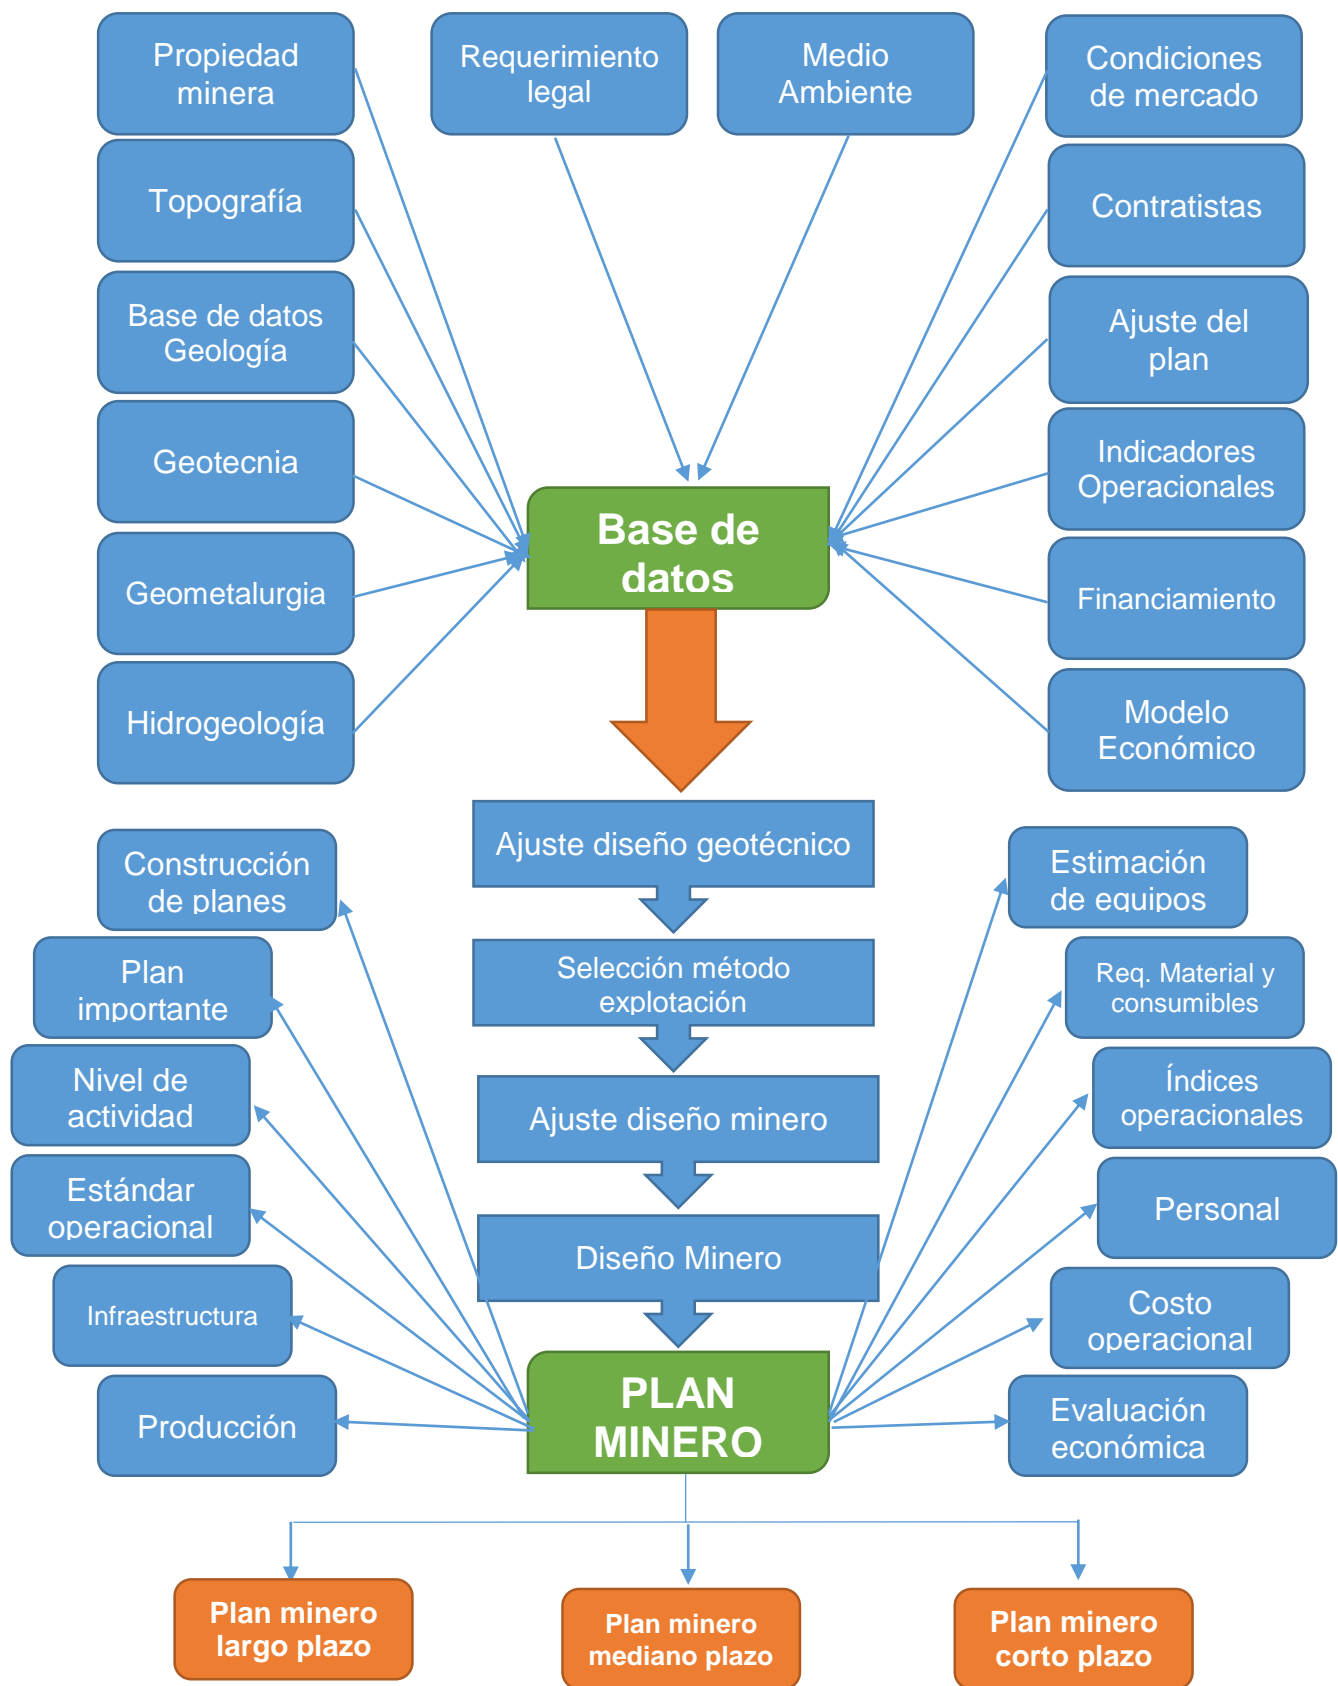 Propiedad
minera
Requerimiento
legal
Medio
Ambiente
Condiciones
de mercado
Topografía
Contratistas
Base de datos
Geología
Ajuste del
plan
Geotecnia
Indicadores
Operacionales
Base de
datos
Geometalurgia
Financiamiento
Hidrogeología
Modelo
Económico
Ajuste diseño geotécnico
Construcción
de planes
Estimación
de equipos
Plan
importante
Selección método
explotación
Req. Material y
consumibles
Nivel de
actividad
Ajuste diseño minero
Índices
operacionales
Estándar
operacional
Personal
Diseño Minero
Infraestructura
Costo
operacional
Producción
PLAN
MINERO
Evaluación
económica
Plan minero
largo plazo
Plan minero
mediano plazo
Plan minero
corto plazo